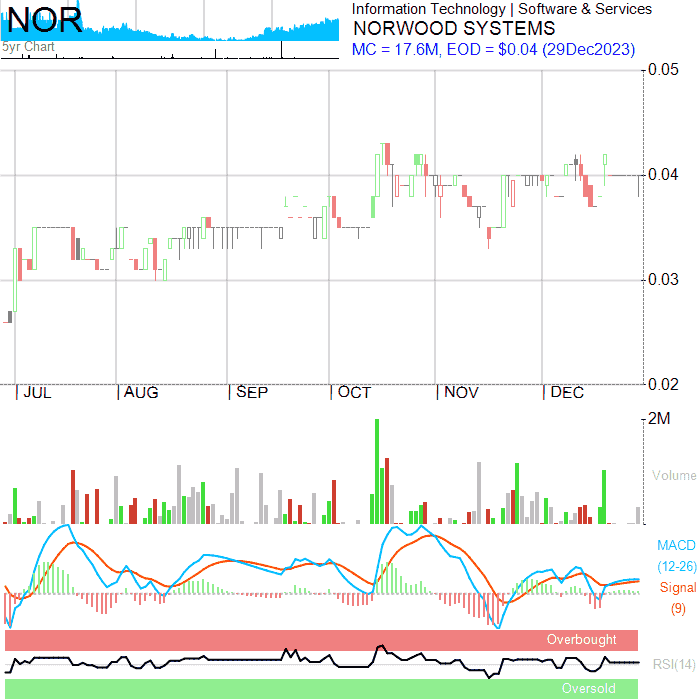 NOR
5yr Chart
Information Technology | Software & Services
NORWOOD SYSTEMS
MC = 17.6M, EOD = $0.04 (29Dec2023)
0.05
0.04
0.03
0.02
JUL AUG SEP OCT NOV DEC
2M
Volume
MACD
(12-26)
Signal
(9)
Overbought
RSI(14)
Oversold